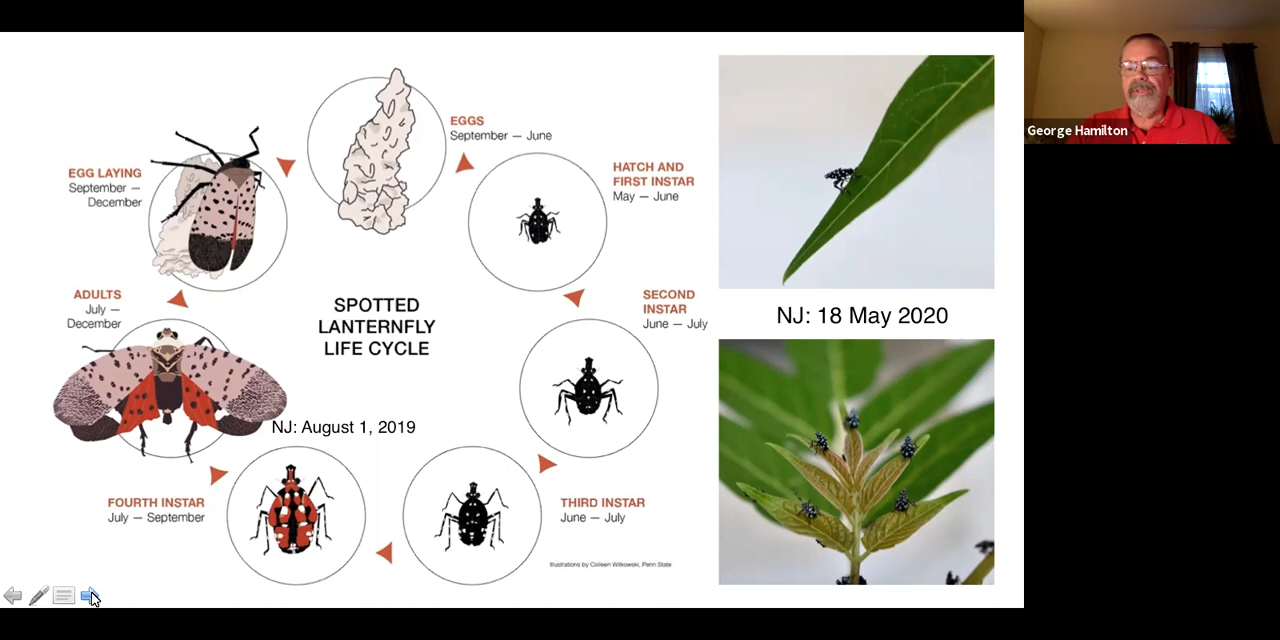 EGGS
September — June
HATCH AND
FIRST INSTAR
May — June
SECOND
INSTAR
June — July
THIRD INSTAR
June — July
FOURTH INSTAR
July — September
NJ: August 1, 2019
ADULTS
July —
December
EGG LAYING
September —
December
SPOTTED
LANTERNFLY
LIFE CYCLE
Illustrations by Colleen Witkowski, Penn State
NJ: 18 May 2020
George Hamilton